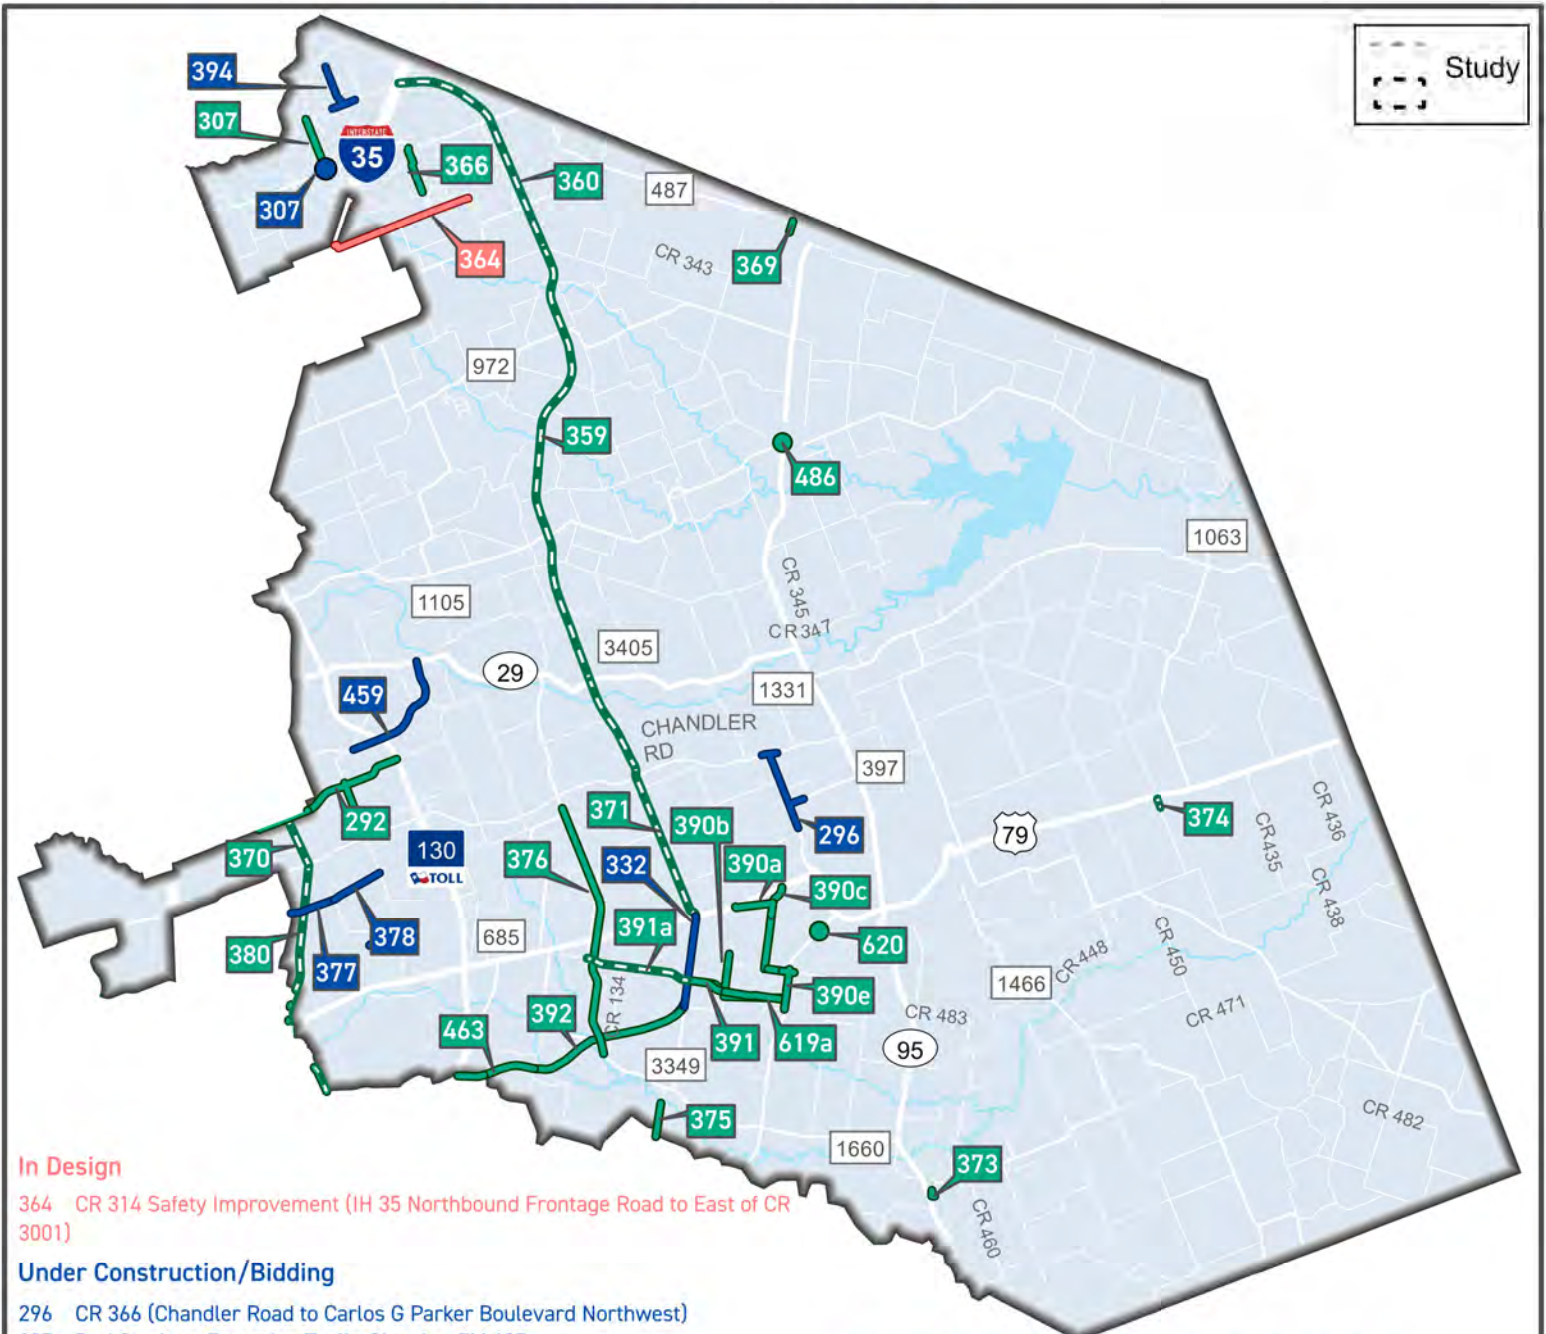 Study
394
307
INTERSTATE
35
366
360
487
307
364
CR 343
369
972
359
486
1063
CR 345
CR 347
1105
3405
29
1331
459
CHANDLER
RD
397
296
371
390b
292
374
CR 436
CR 435
79
130
TOLL
370
376
332
390a
390c
CR 438
378
685
391a
620
380
377
CR 450
CR 448
1466
390e
CR 134
CR 471
463
392
391
619a
CR 483
95
3349
375
CR 482
1660
373
CR 460
In Design
364 CR 314 Safety Improvement (IH 35 Northbound Frontage Road to East of CR
3001)
Under Construction/Bidding
296 CR 366 (Chandler Road to Carlos G Parker Boulevard Northwest)